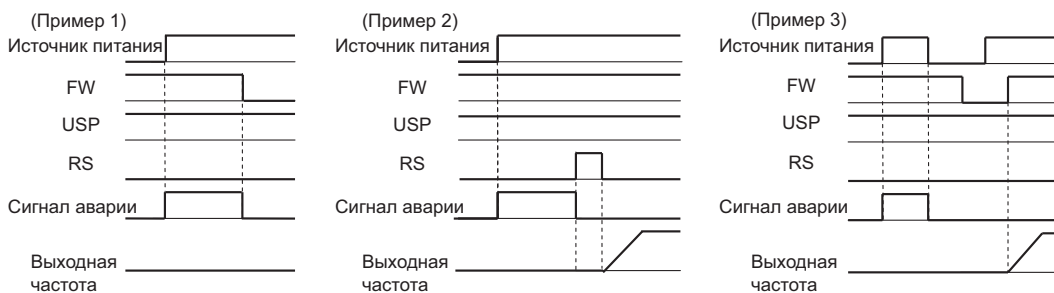 (Пример 1)
Источник питания
FW
USP
RS
Сигнал аварии
Выходная
частота
(Пример 2)
Источник питания
FW
USP
RS
Сигнал аварии
Выходная
частота
(Пример 3)
Источник питания
FW
USP
RS
Сигнал аварии
Выходная
частота